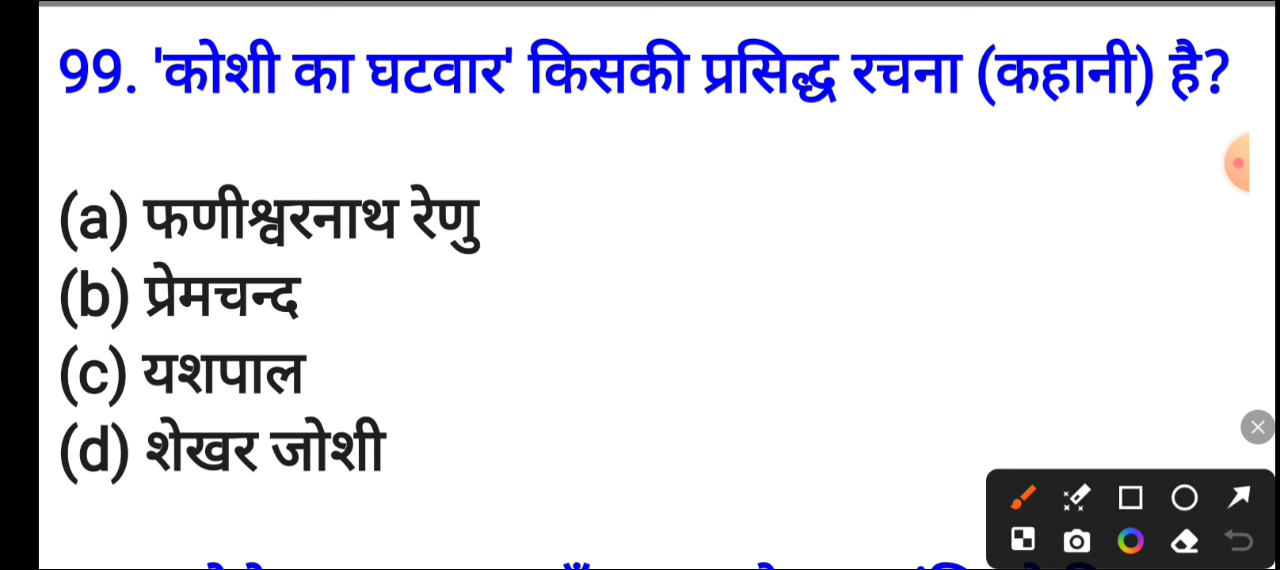 99. 'कोशी का घटवार' किसकी प्रसिद्ध रचना (कहानी) है?
(a) फणीश्वरनाथ रेणु
(b) प्रेमचन्द
(c) यशपाल
(d) शेखर जोशी